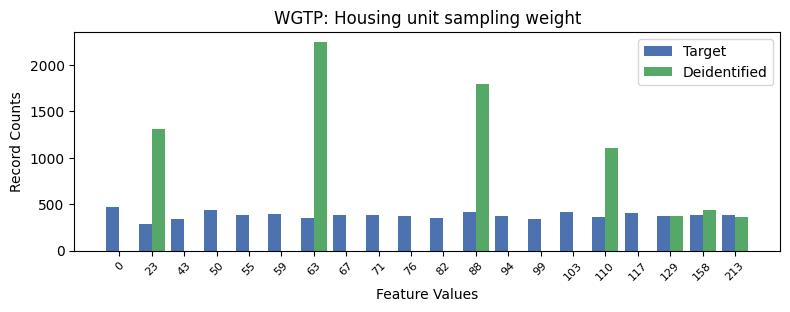 WGTP: Housing unit sampling weight
Target
Deidentified
Record Counts
2000
1500
1000
500
0
0 23 43 50 55 59 63 67 71 76 82 88 94 99 103 110 117 129 158 213
Feature Values